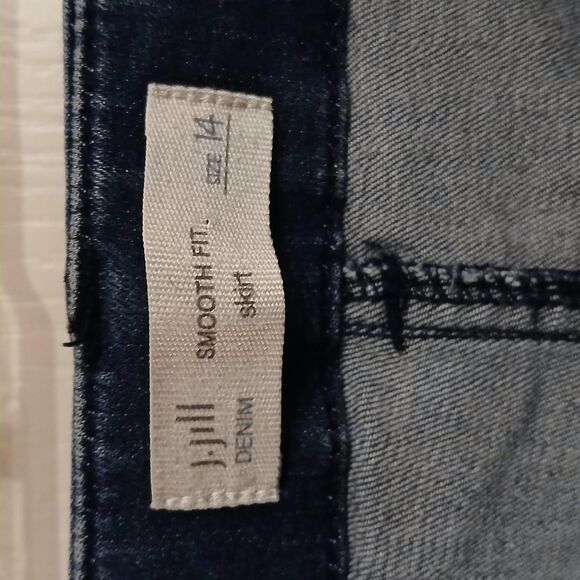 J.Jill
DENIM
SMOOTH FIT.
skirt
SIZE 14